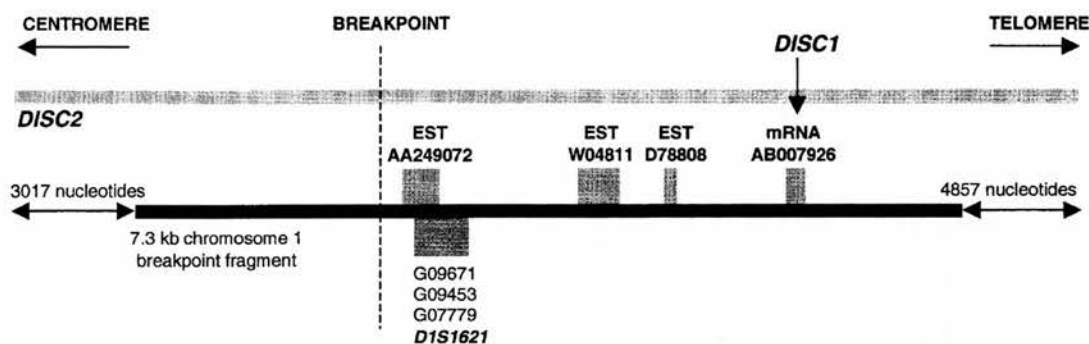 CENTROMERE
BREAKPOINT
TELOMERE
DISC1
DISC2
EST
AA249072
EST
W04811
EST
D78808
mRNA
AB007926
3017 nucleotides
4857 nucleotides
7.3 kb chromosome 1
breakpoint fragment
G09671
G09453
G07779
D1S1621